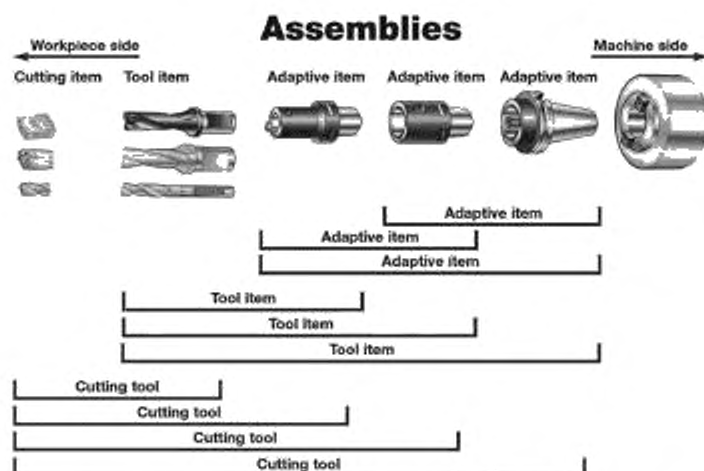 Assemblies
Workpiece side
Machine side
Cutting item
Tool item
Adaptive item
Adaptive item
Adaptive item
Adaptive item
Adaptive item
Adaptive item
Tool item
Tool item
Tool item
Cutting tool
Cutting tool
Cutting tool
Cutting tool